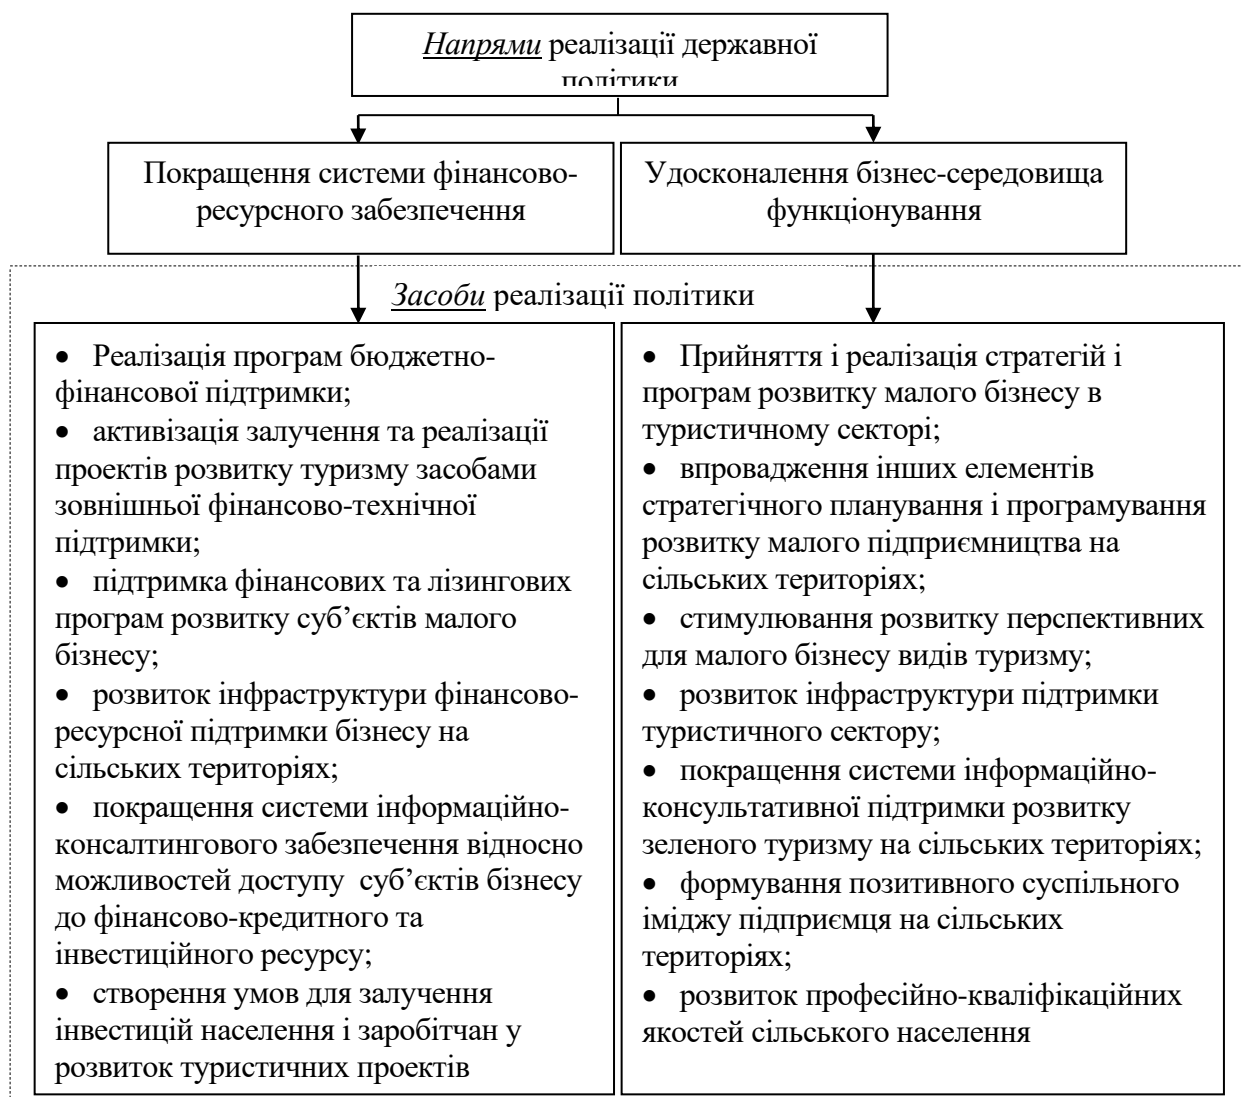 Напрями реалізації державної
політики
Покращення системи фінансово-
ресурсного забезпечення
Удосконалення бізнес-середовища
функціонування
Засоби реалізації політики
• Реалізація програм бюджетно-
фінансової підтримки;
• активізація залучення та реалізації
проектів розвитку туризму засобами
зовнішньої фінансово-технічної
підтримки;
• підтримка фінансових та лізингових
програм розвитку суб’єктів малого
бізнесу;
• розвиток інфраструктури фінансово-
ресурсної підтримки бізнесу на
сільських територіях;
• покращення системи інформаційно-
консалтингового забезпечення відносно
можливостей доступу суб’єктів бізнесу
до фінансово-кредитного та
інвестиційного ресурсу;
• створення умов для залучення
інвестицій населення і заробітчан у
розвиток туристичних проектів
• Прийняття і реалізація стратегій і
програм розвитку малого бізнесу в
туристичному секторі;
• впровадження інших елементів
стратегічного планування і програмування
розвитку малого підприємництва на
сільських територіях;
• стимулювання розвитку перспективних
для малого бізнесу видів туризму;
• розвиток інфраструктури підтримки
туристичного сектору;
• покращення системи інформаційно-
консультативної підтримки розвитку
зеленого туризму на сільських територіях;
• формування позитивного суспільного
іміджу підприємця на сільських
територіях;
• розвиток професійно-кваліфікаційних
якостей сільського населення